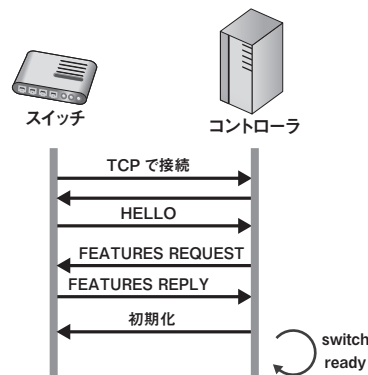 スイッチ
コントローラ
TCP で接続
HELLO
FEATURES REQUEST
FEATURES REPLY
初期化
switch
ready